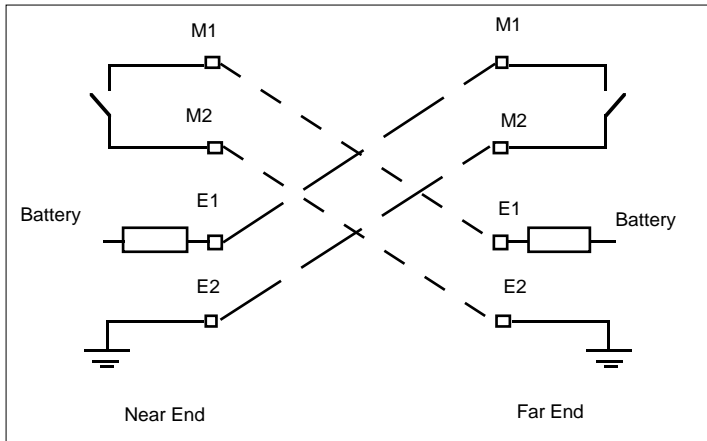 M1
M1
M2
M2
E1
E1
Battery
Battery
E2
E2
Near End
Far End